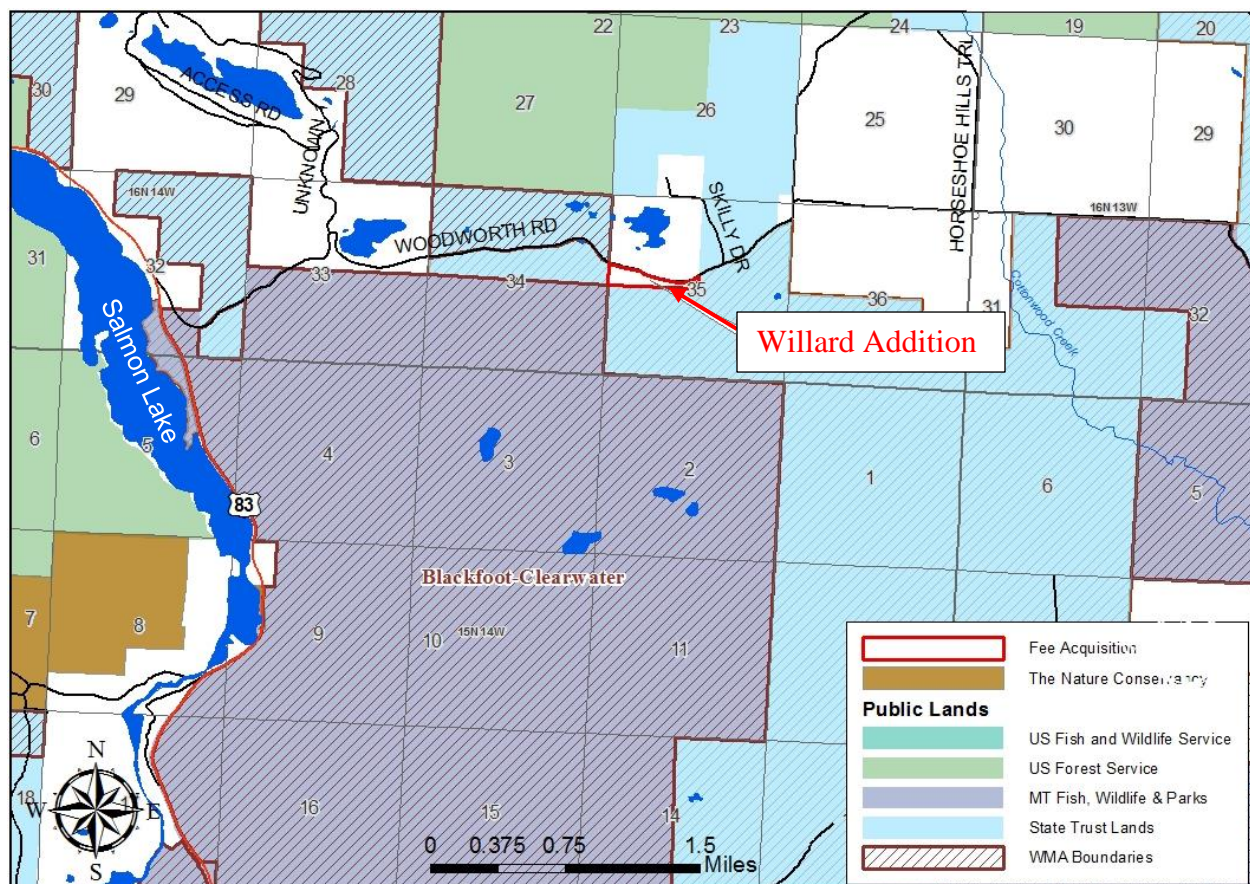 22
23
24
19
20
30
29
ACCESS RD
28
27
26
25
HORSESHOE HILLS TRL
30
29
UNKNOWN
16N 14W
SKILLY DR
16N 13W
31
32
33
WOODWORTH RD
34
35
36
31
Cottonwood Creek
32
Willard Addition
Salmon Lake
6
5
4
3
2
1
6
5
83
Blackfoot-Clearwater
7
8
9
10
15N 14W
11
18
16
15
14
N
W
E
S
0 0.375 0.75 1.5
Miles
Fee Acquisition
The Nature Conservancy
Public Lands
US Fish and Wildlife Service
US Forest Service
MT Fish, Wildlife & Parks
State Trust Lands
WMA Boundaries